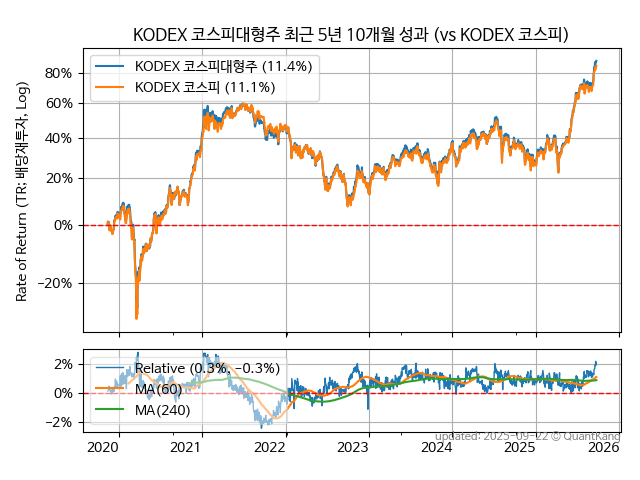 KODEX 코스피대형주 최근 5년 10개월 성과 (vs KODEX 코스피)
Rate of Return (TR: 배당재투자, Log)
80%
60%
40%
20%
0%
−20%
KODEX 코스피대형주 (11.4%)
KODEX 코스피 (11.1%)
2%
0%
−2%
Relative (0.3%, -0.3%)
MA(60)
MA(240)
2020 2021 2022 2023 2024 2025 2026
updated: 2025-09-22 © QuantKang